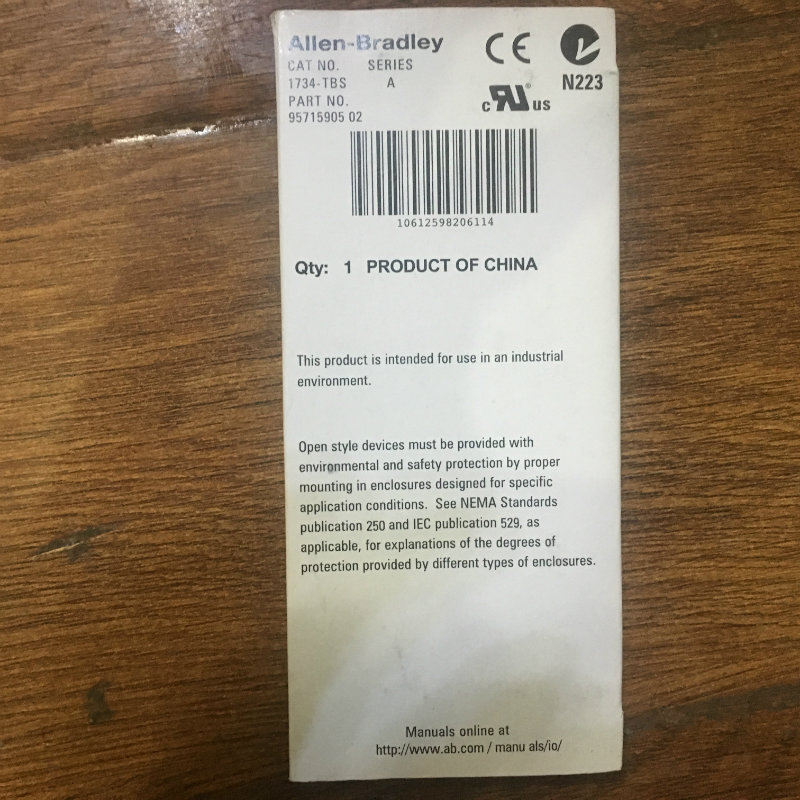 Allen-Bradley
CAT NO. SERIES
1734-TBS A
PART NO.
95715905 02
CE
N223
c RU® us
10612598206114
Qty: 1 PRODUCT OF CHINA
This product is intended for use in an industrial
environment.
Open style devices must be provided with
environmental and safety protection by proper
mounting in enclosures designed for specific
application conditions. See NEMA Standards
publication 250 and IEC publication 529, as
applicable, for explanations of the degrees of
protection provided by different types of enclosures.
Manuals online at
http://www.ab.com / manu als/io/